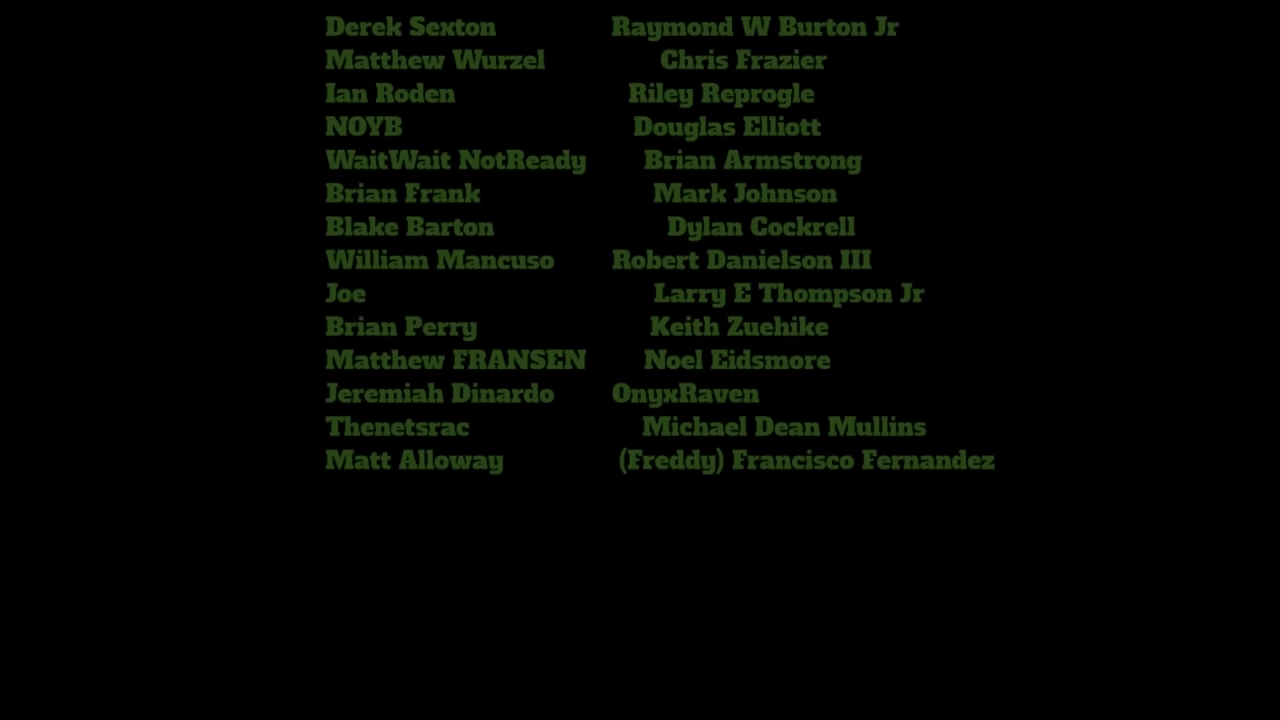 Derek Sexton Raymond W Burton Jr
Matthew Wurzel Chris Frazier
Ian Roden Riley Reprogle
NOYB Douglas Elliott
WaitWait NotReady Brian Armstrong
Brian Frank Mark Johnson
Blake Barton Dylan Cockrell
William Mancuso Robert Danielson III
Joe Larry E Thompson Jr
Brian Perry Keith Zuehike
Matthew FRANSEN Noel Eidsmore
Jeremiah Dinardo OnyxRaven
Thenetsrac Michael Dean Mullins
Matt Alloway (Freddy) Francisco Fernandez